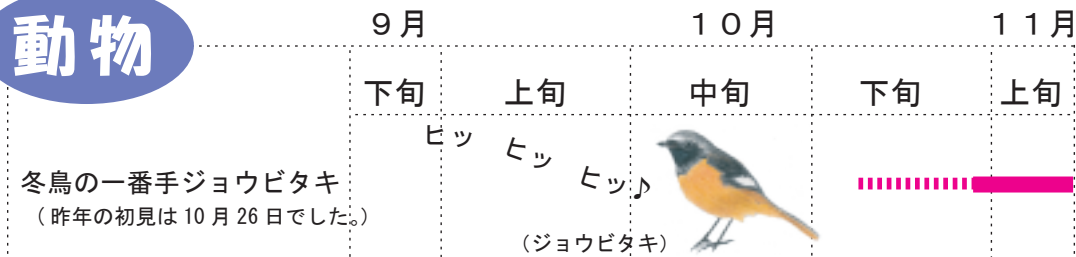 動物
9月 10月 11月
下旬 上旬 中旬 下旬 上旬
ヒッ ヒッ ヒッ♪
冬鳥の一番手ジョウビタキ
（昨年の初見は10月26日でした。）
（ジョウビタキ）